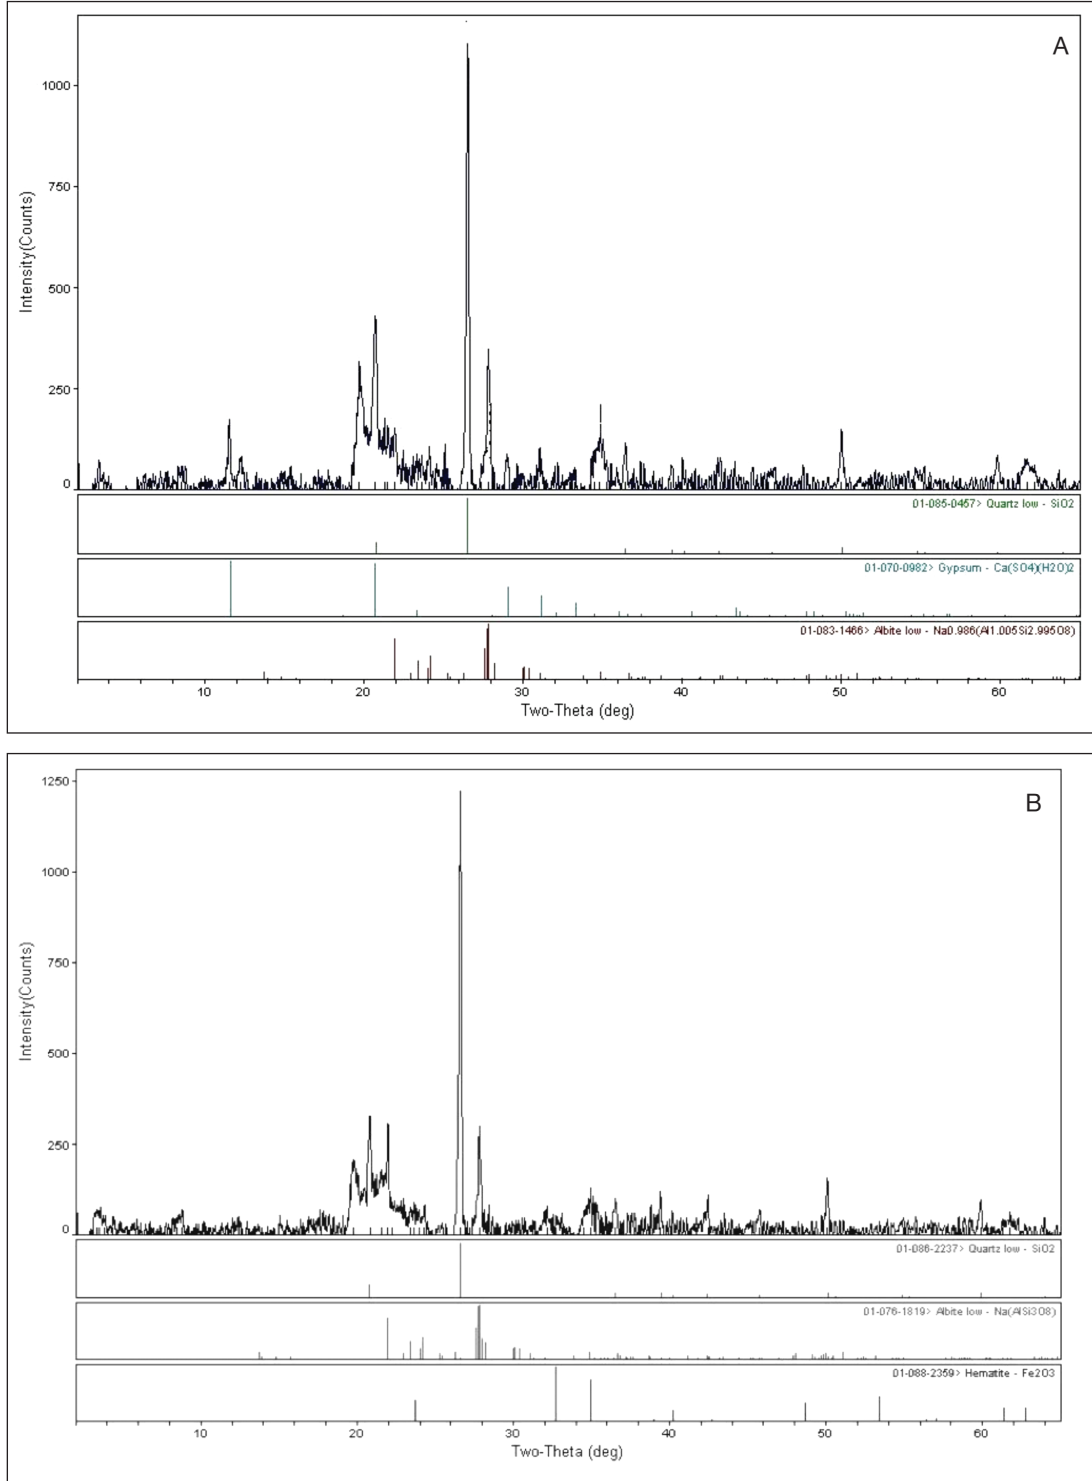 A
1000
750
500
250
0
Intensity(Counts)
01-085-0457> Quartz low - SiO2
01-070-0982> Gypsum - Ca(SO4)(H2O)2
01-083-1466> Albite low - Na0.986(Al1.005Si2.995O8)
10 20 30 40 50 60
Two-Theta (deg)
B
1250
1000
750
500
250
0
Intensity(Counts)
01-086-2237> Quartz low - SiO2
01-076-1819> Albite low - Na(AlSi3O8)
01-088-2359> Hematite - Fe2O3
10 20 30 40 50 60
Two-Theta (deg)